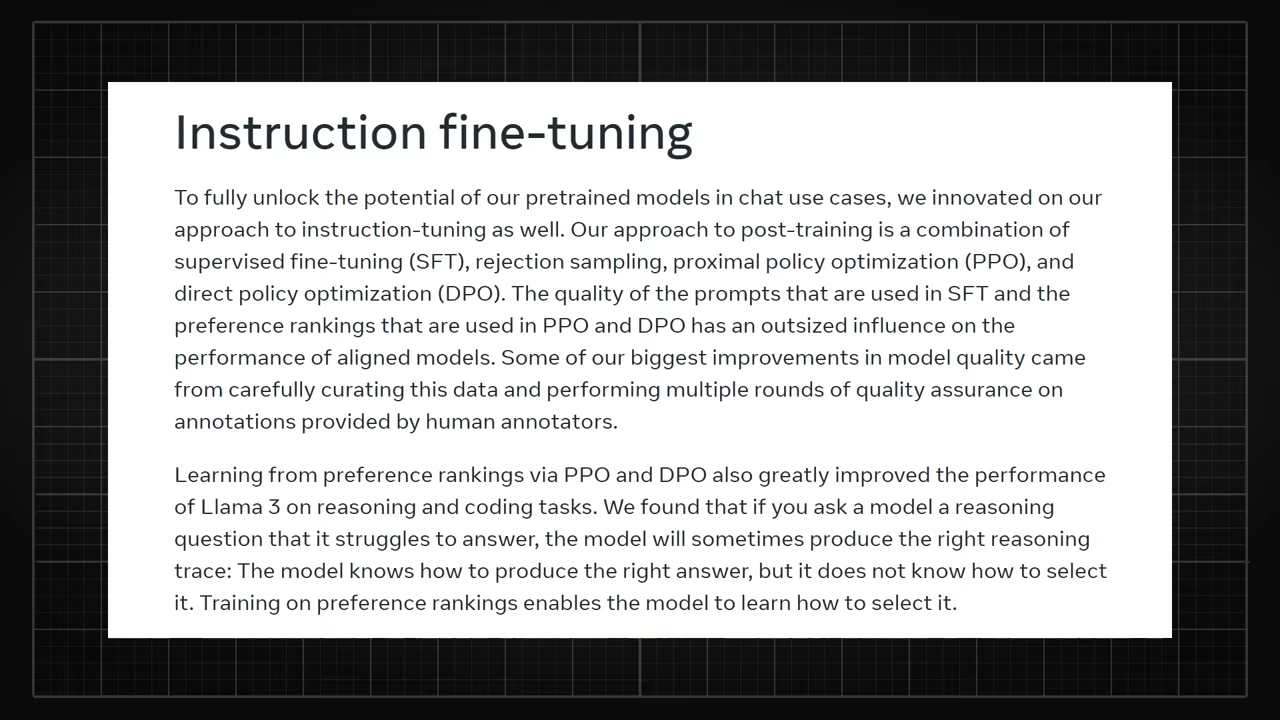 Instruction fine-tuning
To fully unlock the potential of our pretrained models in chat use cases, we innovated on our
approach to instruction-tuning as well. Our approach to post-training is a combination of
supervised fine-tuning (SFT), rejection sampling, proximal policy optimization (PPO), and
direct policy optimization (DPO). The quality of the prompts that are used in SFT and the
preference rankings that are used in PPO and DPO has an outsized influence on the
performance of aligned models. Some of our biggest improvements in model quality came
from carefully curating this data and performing multiple rounds of quality assurance on
annotations provided by human annotators.
Learning from preference rankings via PPO and DPO also greatly improved the performance
of Llama 3 on reasoning and coding tasks. We found that if you ask a model a reasoning
question that it struggles to answer, the model will sometimes produce the right reasoning
trace: The model knows how to produce the right answer, but it does not know how to select
it. Training on preference rankings enables the model to learn how to select it.